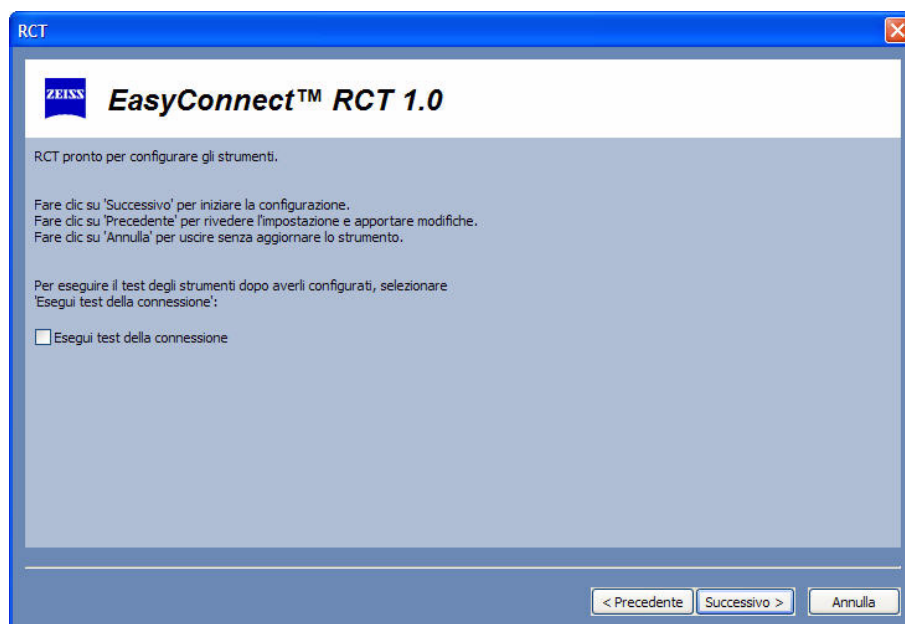 RCT
ZEISS
EasyConnect™ RCT 1.0
RCT pronto per configurare gli strumenti.
Fare clic su 'Successivo' per iniziare la configurazione.
Fare clic su 'Precedente' per rivedere l'impostazione e apportare modifiche.
Fare clic su 'Annulla' per uscire senza aggiornare lo strumento.
Per eseguire il test degli strumenti dopo averli configurati, selezionare
'Esegui test della connessione':
Esegui test della connessione
< Precedente Successivo > Annulla